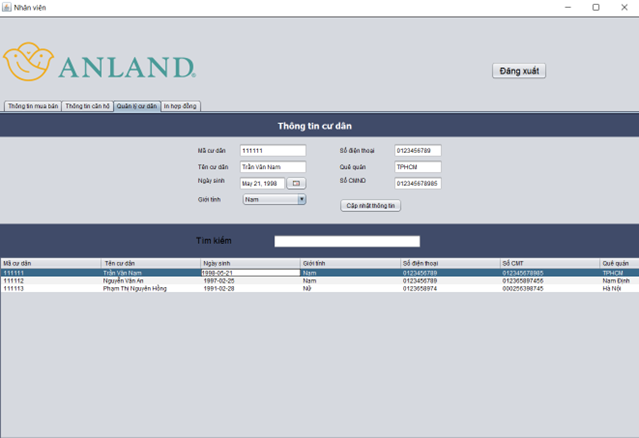 Nhân viên
ANLAND
Đăng xuất
Thông tin mua bán Thông tin căn hộ Quản lị cư dân In hợp đồng
Thông tin cư dân
Mã cư dân 111111 Số điện thoại 0123456789
Tên cư dân Trần Văn Nam Quê quán TPHCM
Ngày sinh May 21, 1998 Số CMND 012345678985
Giới tính Nam Cập nhất thông tin
Tìm kiếm
Mã cư dân Tên cư dân Ngày sinh Giới tính Số điện thoại Số CMT Quê quán
111111 Trần Văn Nam 1998-05-21 Nam 0123456789 012345678985 TPHCM
111112 Nguyễn Văn An 1997-02-25 Nam 0123456789 012365897456 Nam Định
111113 Phạm Thị Nguyên Hồng 1991-02-28 Nữ 0123658974 000256398745 Hà Nội